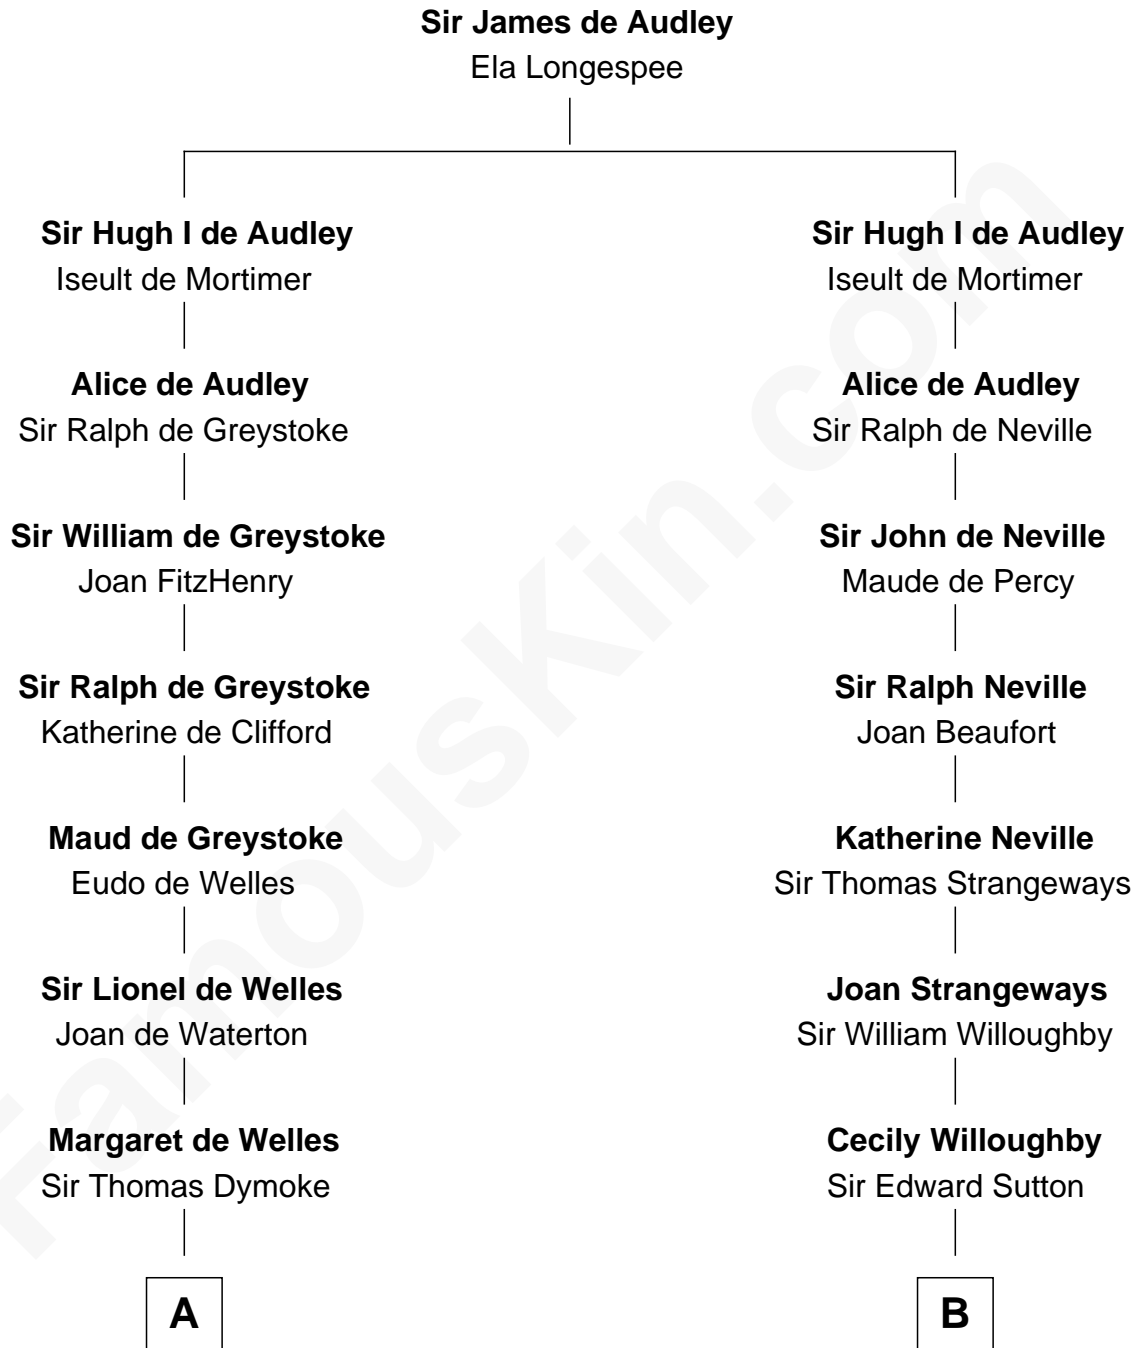 Sir James de Audley
Ela Longespee
Sir Hugh I de Audley
Iseult de Mortimer
Sir Hugh I de Audley
Iseult de Mortimer
Alice de Audley
Sir Ralph de Greystoke
Alice de Audley
Sir Ralph de Neville
Sir William de Greystoke
Joan FitzHenry
Sir John de Neville
Maude de Percy
Sir Ralph de Greystoke
Katherine de Clifford
Sir Ralph Neville
Joan Beaufort
Maud de Greystoke
Eudo de Welles
Katherine Neville
Sir Thomas Strangeways
Sir Lionel de Welles
Joan de Waterton
Joan Strangeways
Sir William Willoughby
Margaret de Welles
Sir Thomas Dymoke
Cecily Willoughby
Sir Edward Sutton
A
B
FamousKin.com